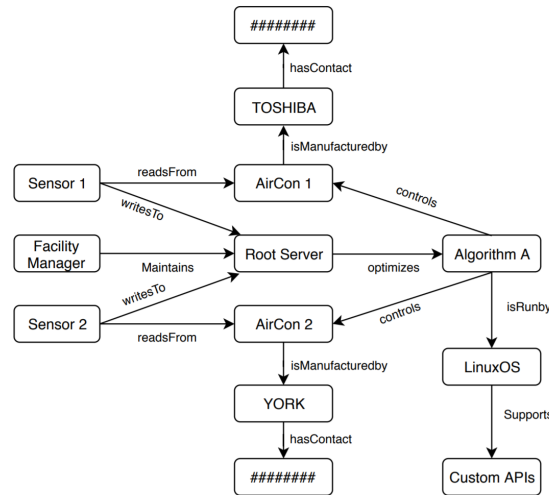 ########
hasContact
TOSHIBA
isManufacturedby
Sensor 1
readsFrom
AirCon 1
controls
writesTo
Facility
Manager
Maintains
Root Server
optimizes
Algorithm A
writesTo
Sensor 2
readsFrom
AirCon 2
controls
isRunby
isManufacturedby
LinuxOS
YORK
Supports
hasContact
########
Custom APIs